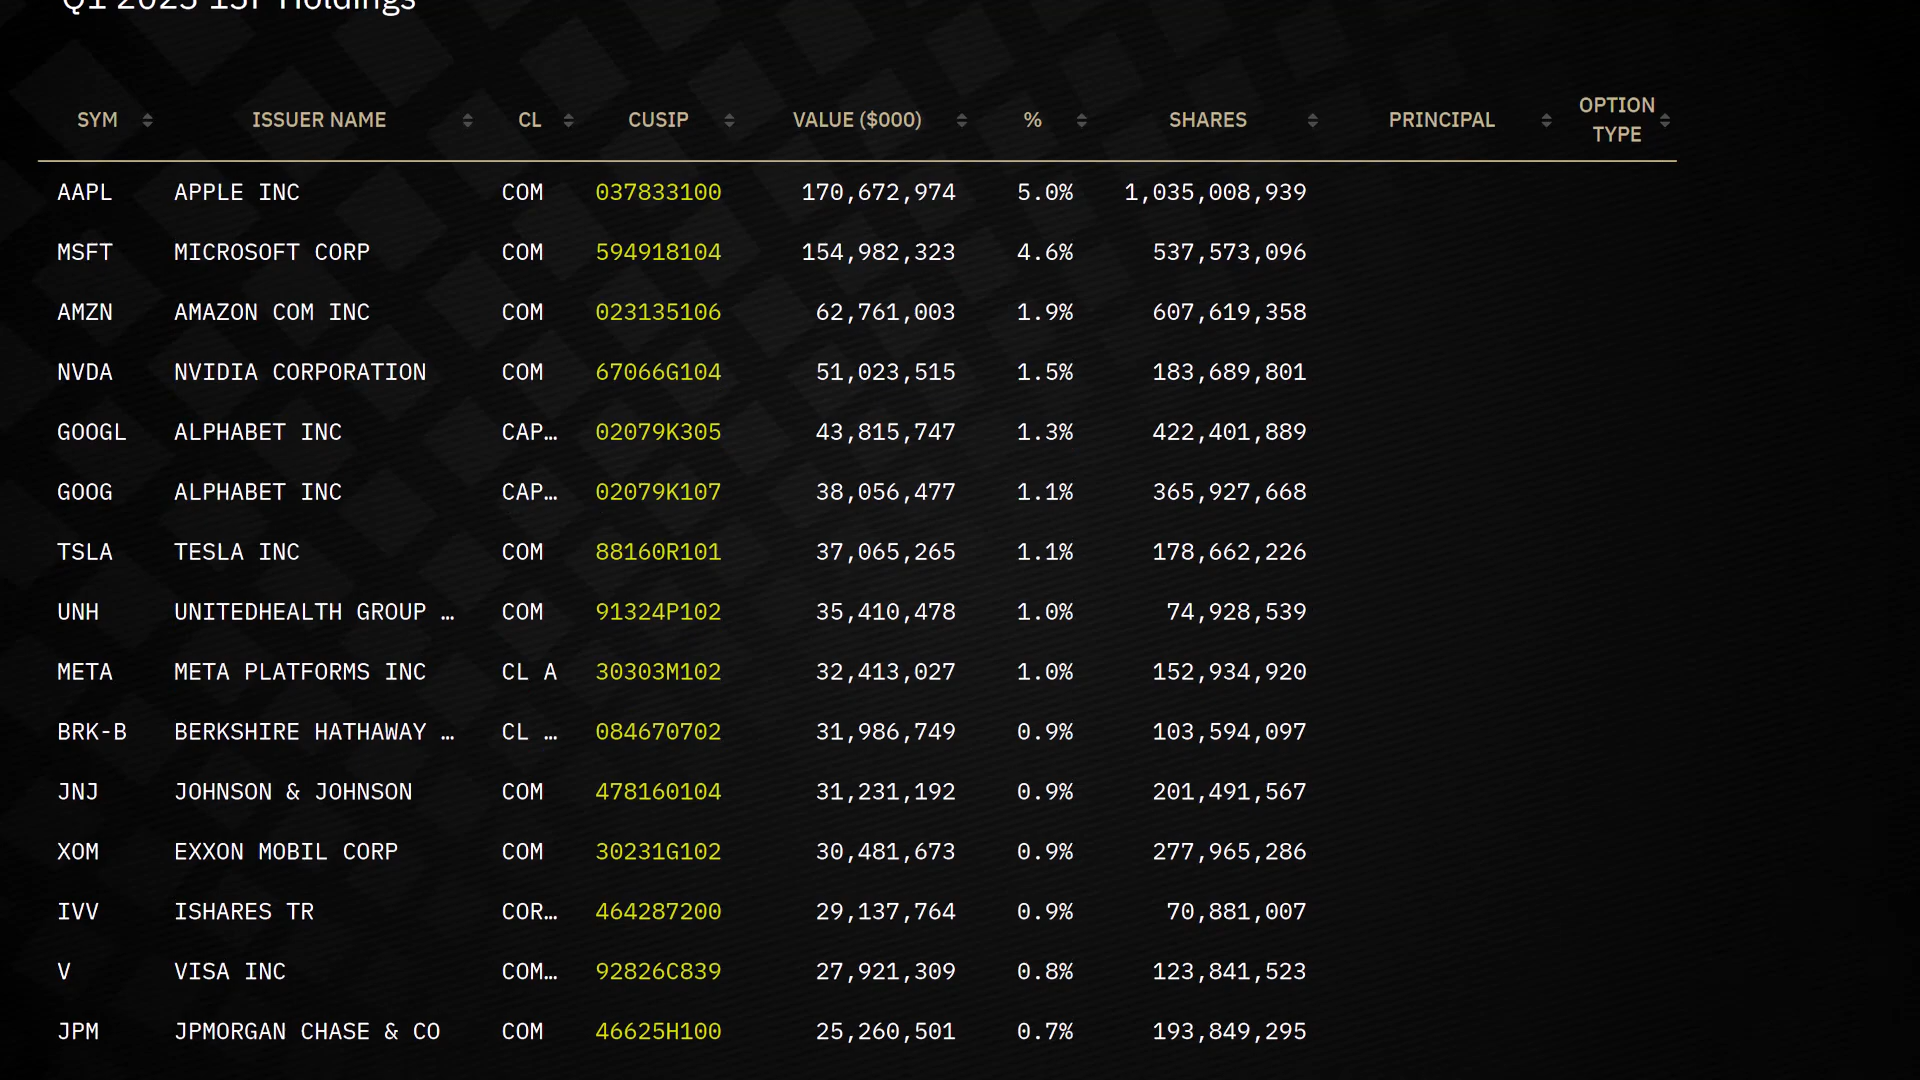 Q1 2023 13F Holdings
SYM ISSUER NAME CL CUSIP VALUE ($000) % SHARES PRINCIPAL OPTION TYPE
AAPL APPLE INC COM 037833100 170,672,974 5.0% 1,035,008,939
MSFT MICROSOFT CORP COM 594918104 154,982,323 4.6% 537,573,096
AMZN AMAZON COM INC COM 023135106 62,761,003 1.9% 607,619,358
NVDA NVIDIA CORPORATION COM 67066G104 51,023,515 1.5% 183,689,801
GOOGL ALPHABET INC CAP… 02079K305 43,815,747 1.3% 422,401,889
GOOG ALPHABET INC CAP… 02079K107 38,056,477 1.1% 365,927,668
TSLA TESLA INC COM 88160R101 37,065,265 1.1% 178,662,226
UNH UNITEDHEALTH GROUP … COM 91324P102 35,410,478 1.0% 74,928,539
META META PLATFORMS INC CL A 30303M102 32,413,027 1.0% 152,934,920
BRK-B BERKSHIRE HATHAWAY … CL … 084670702 31,986,749 0.9% 103,594,097
JNJ JOHNSON & JOHNSON COM 478160104 31,231,192 0.9% 201,491,567
XOM EXXON MOBIL CORP COM 30231G102 30,481,673 0.9% 277,965,286
IVV ISHARES TR COR… 464287200 29,137,764 0.9% 70,881,007
V VISA INC COM… 92826C839 27,921,309 0.8% 123,841,523
JPM JPMORGAN CHASE & CO COM 46625H100 25,260,501 0.7% 193,849,295